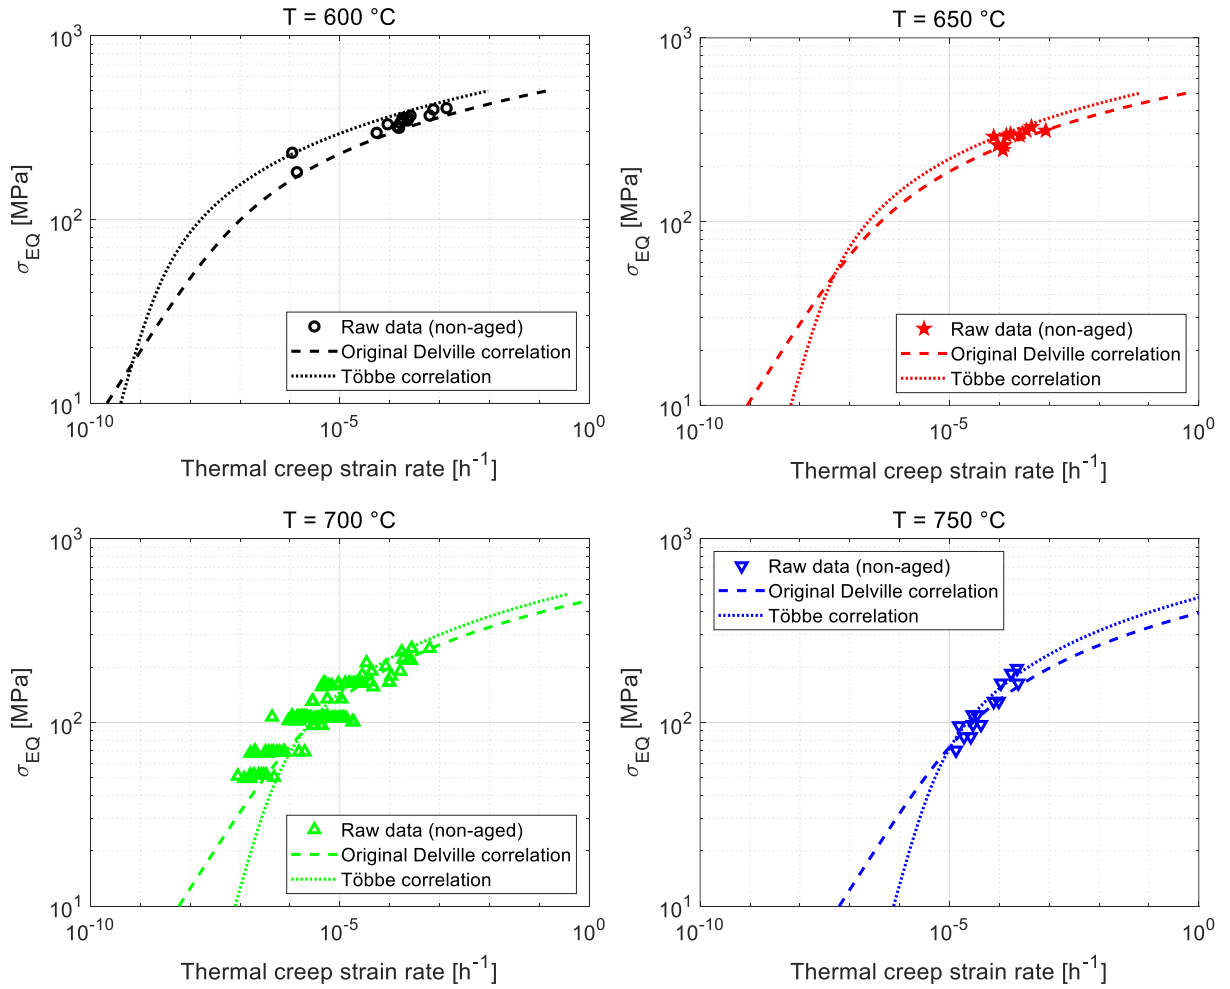 T = 600 °C
10^3
10^2
10^1
σ_EQ [MPa]
Raw data (non-aged)
Original Delville correlation
Többe correlation
10^-10
10^-5
10^0
Thermal creep strain rate [h^-1]
T = 650 °C
10^3
10^2
10^1
σ_EQ [MPa]
Raw data (non-aged)
Original Delville correlation
Többe correlation
10^-10
10^-5
10^0
Thermal creep strain rate [h^-1]
T = 700 °C
10^3
10^2
10^1
σ_EQ [MPa]
Raw data (non-aged)
Original Delville correlation
Többe correlation
10^-10
10^-5
10^0
Thermal creep strain rate [h^-1]
T = 750 °C
10^3
10^2
10^1
σ_EQ [MPa]
Raw data (non-aged)
Original Delville correlation
Többe correlation
10^-10
10^-5
10^0
Thermal creep strain rate [h^-1]